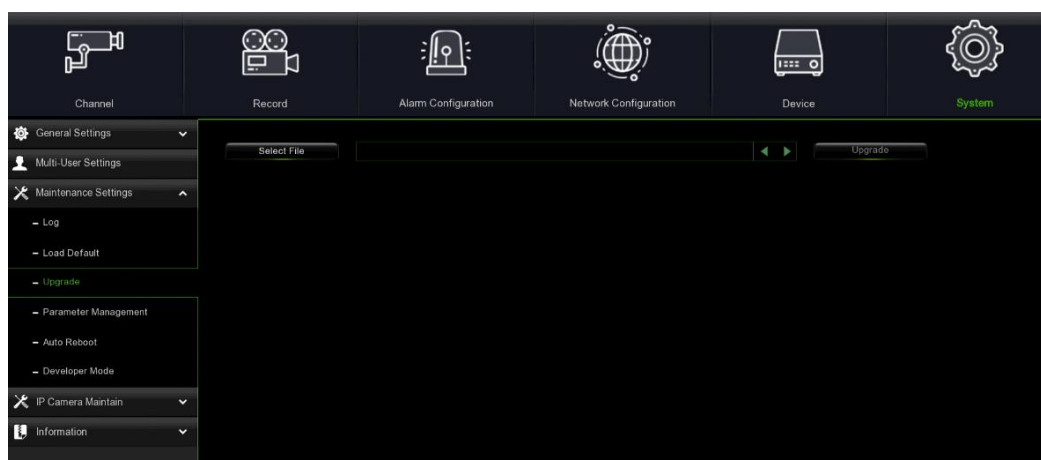 Channel
Record
Alarm Configuration
Network Configuration
Device
System
General Settings
Multi-User Settings
Maintenance Settings
– Log
– Load Default
– Upgrade
– Parameter Management
– Auto Reboot
– Developer Mode
IP Camera Maintain
Information
Select File
Upgrade